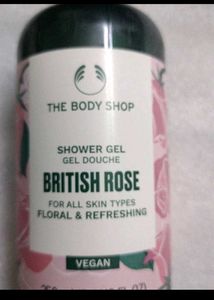 THE BODY SHOP
SHOWER GEL
GEL DOUCHE
BRITISH ROSE
FOR ALL SKIN TYPES
FLORAL & REFRESHING
VEGAN